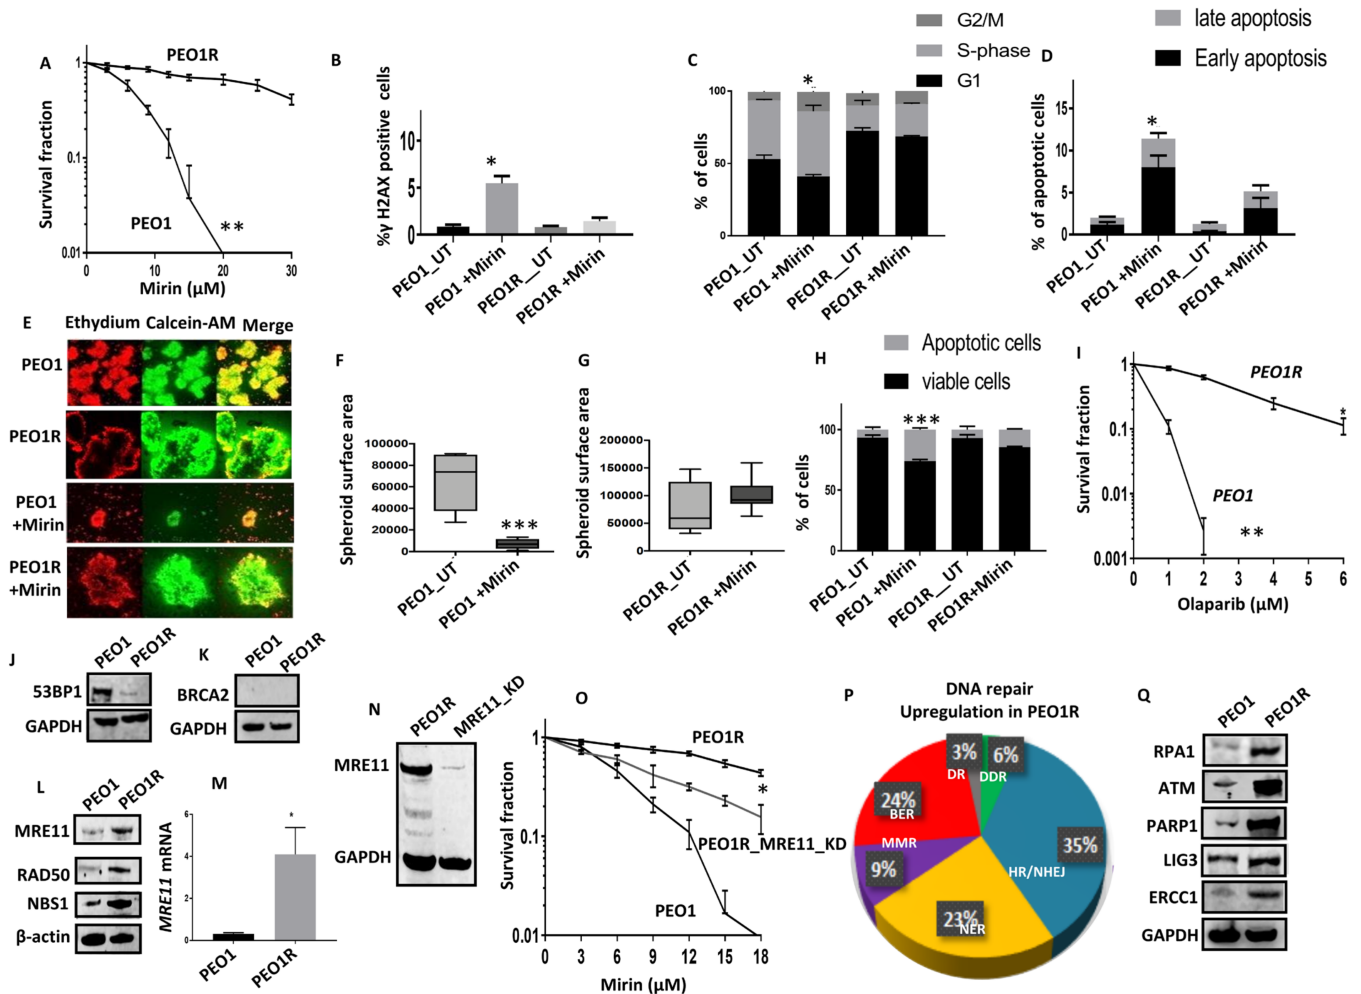 A
PEO1R
Survival fraction
1
0.1
0.01
PEO1
**
0
10
20
30
Mirin (µM)
B
%γ H2AX positive cells
10
5
0
*
PEO1_UT
PEO1 +Mirin
PEO1R_UT
PEO1R +Mirin
G2/M
S-phase
G1
C
% of cells
100
50
0
*
PEO1_UT
PEO1 +Mirin
PEO1R_UT
PEO1R +Mirin
late apoptosis
Early apoptosis
D
% of apoptotic cells
15
10
5
0
*
PEO1_UT
PEO1 +Mirin
PEO1R_UT
PEO1R +Mirin
E
Ethydium Calcein-AM Merge
PEO1
PEO1R
PEO1
+Mirin
PEO1R
+Mirin
F
Spheroid surface area
100000
80000
60000
40000
20000
0
***
PEO1_UT
PEO1 +Mirin
G
Spheroid surface area
200000
150000
100000
50000
0
PEO1R_UT
PEO1R +Mirin
Apoptotic cells
viable cells
H
% of cells
100
50
0
***
PEO1_UT
PEO1 +Mirin
PEO1R_UT
PEO1R+Mirin
I
Survival fraction
1
0.1
0.01
0.001
PEO1R
*
PEO1
**
0
1
2
3
4
5
6
Olaparib (µM)
J
PEO1
PEO1R
53BP1
GAPDH
K
PEO1
PEO1R
BRCA2
GAPDH
L
PEO1
PEO1R
MRE11
RAD50
NBS1
β-actin
M
MRE11 mRNA
6
4
2
0
*
PEO1
PEO1R
N
PEO1R
MRE11_KD
MRE11
GAPDH
O
Survival fraction
1
0.1
0.01
PEO1R
*
PEO1R_MRE11_KD
PEO1
0
3
6
9
12
15
18
Mirin (µM)
P
DNA repair
Upregulation in PEO1R
3%
DR
6%
DDR
24%
BER
35%
HR/NHEJ
MMR
9%
23%
NER
Q
PEO1
PEO1R
RPA1
ATM
PARP1
LIG3
ERCC1
GAPDH